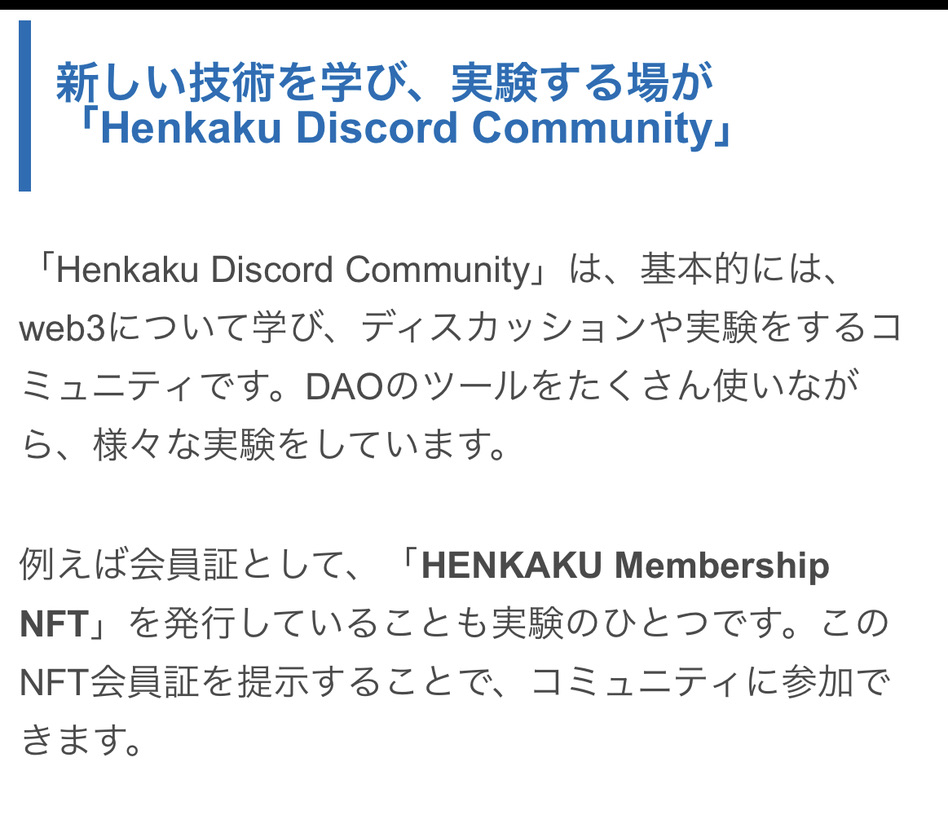 新しい技術を学び、実験する場が
「Henkaku Discord Community」
「Henkaku Discord Community」は、基本的には、
web3について学び、ディスカッションや実験をするコ
ミュニティです。DAOのツールをたくさん使いなが
ら、様々な実験をしています。
例えば会員証として、「HENKAKU Membership
NFT」を発行していることも実験のひとつです。この
NFT会員証を提示することで、コミュニティに参加で
きます。